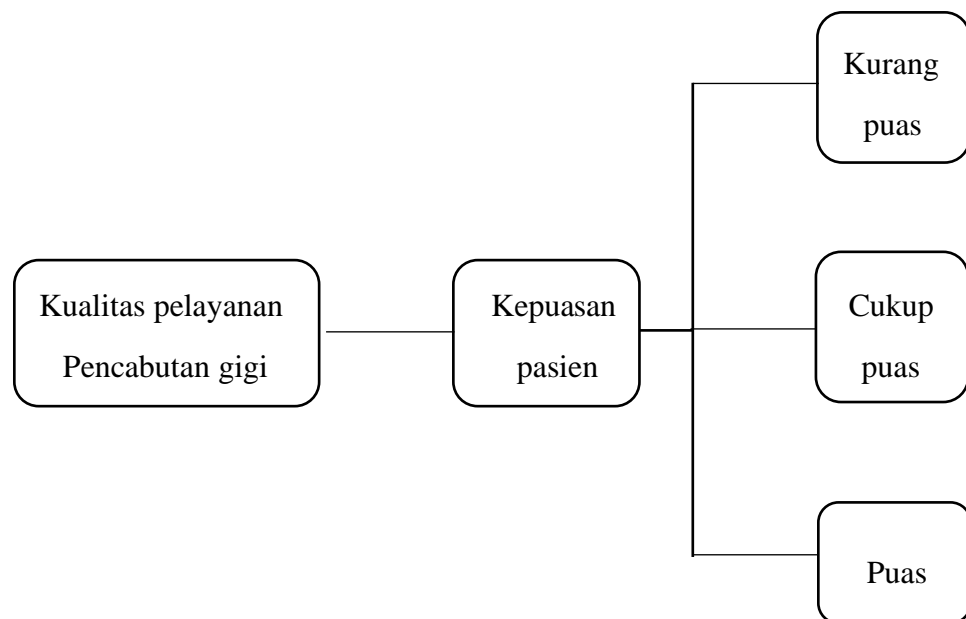 Kualitas pelayanan
Pencabutan gigi
Kepuasan
pasien
Kurang
puas
Cukup
puas
Puas